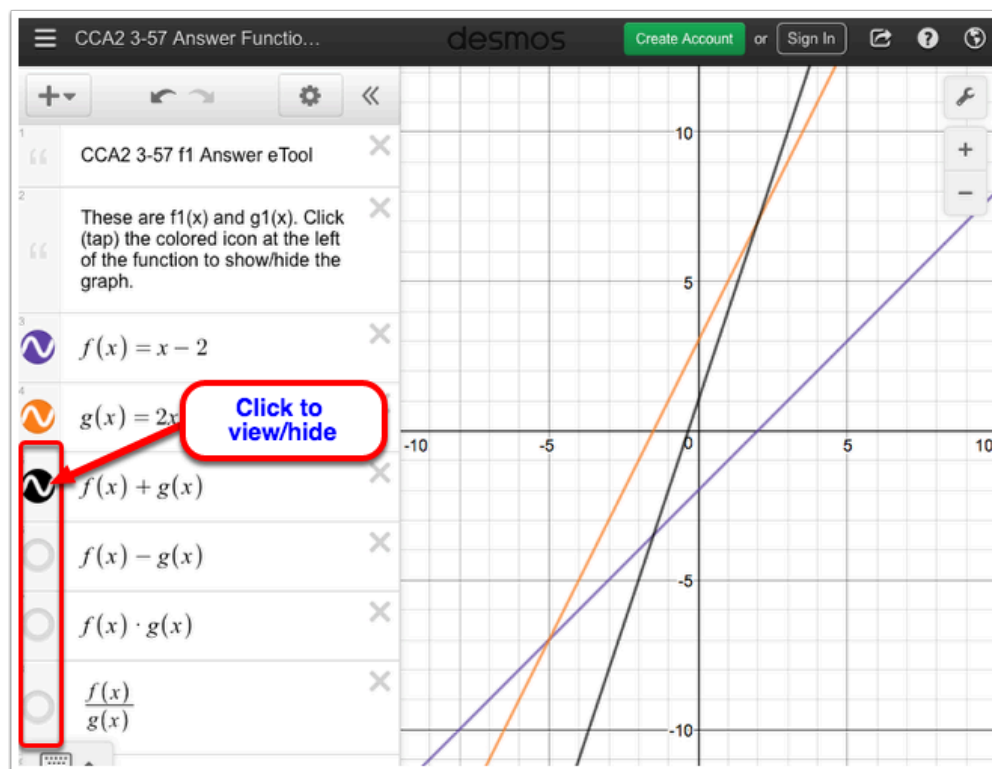 CCA2 3-57 Answer Functio...
desmos
Create Account or Sign In
1
CCA2 3-57 f1 Answer eTool
2
These are f1(x) and g1(x). Click
(tap) the colored icon at the left
of the function to show/hide the
graph.
3
f(x) = x − 2
4
g(x) = 2x
Click to
view/hide
f(x) + g(x)
f(x) − g(x)
f(x) · g(x)
f(x)
g(x)
10
5
-10 -5 0 5 10
-5
-10